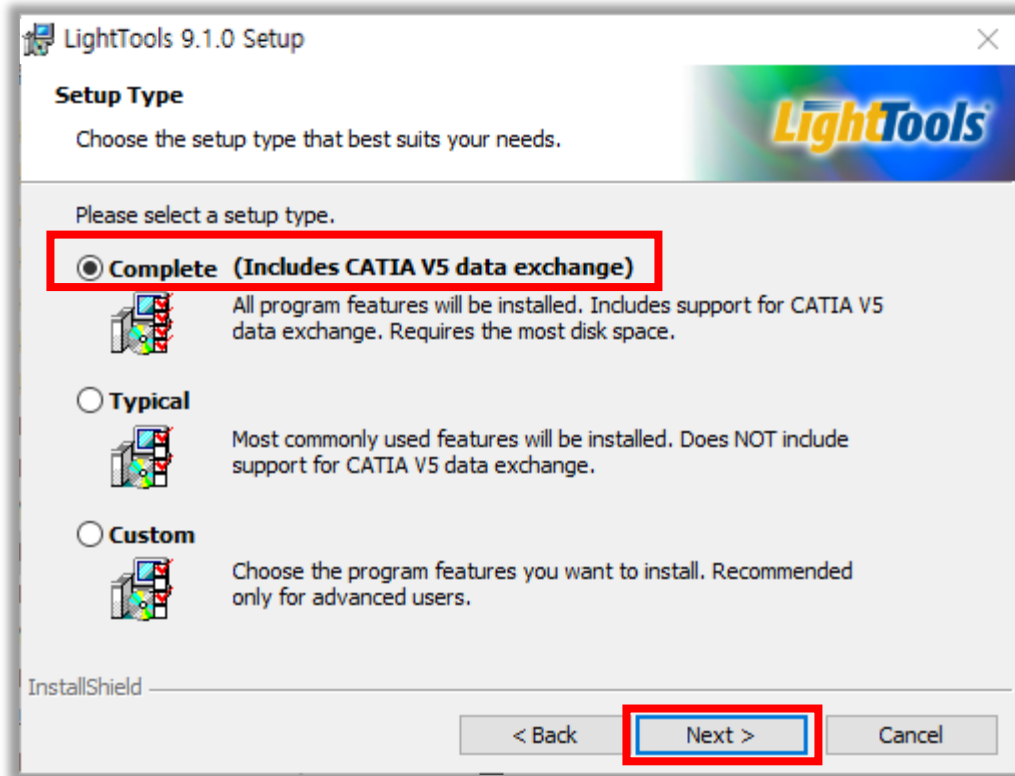 LightTools 9.1.0 Setup
Setup Type
Choose the setup type that best suits your needs.
LightTools
Please select a setup type.
Complete (Includes CATIA V5 data exchange)
All program features will be installed. Includes support for CATIA V5
data exchange. Requires the most disk space.
Typical
Most commonly used features will be installed. Does NOT include
support for CATIA V5 data exchange.
Custom
Choose the program features you want to install. Recommended
only for advanced users.
InstallShield
< Back Next > Cancel